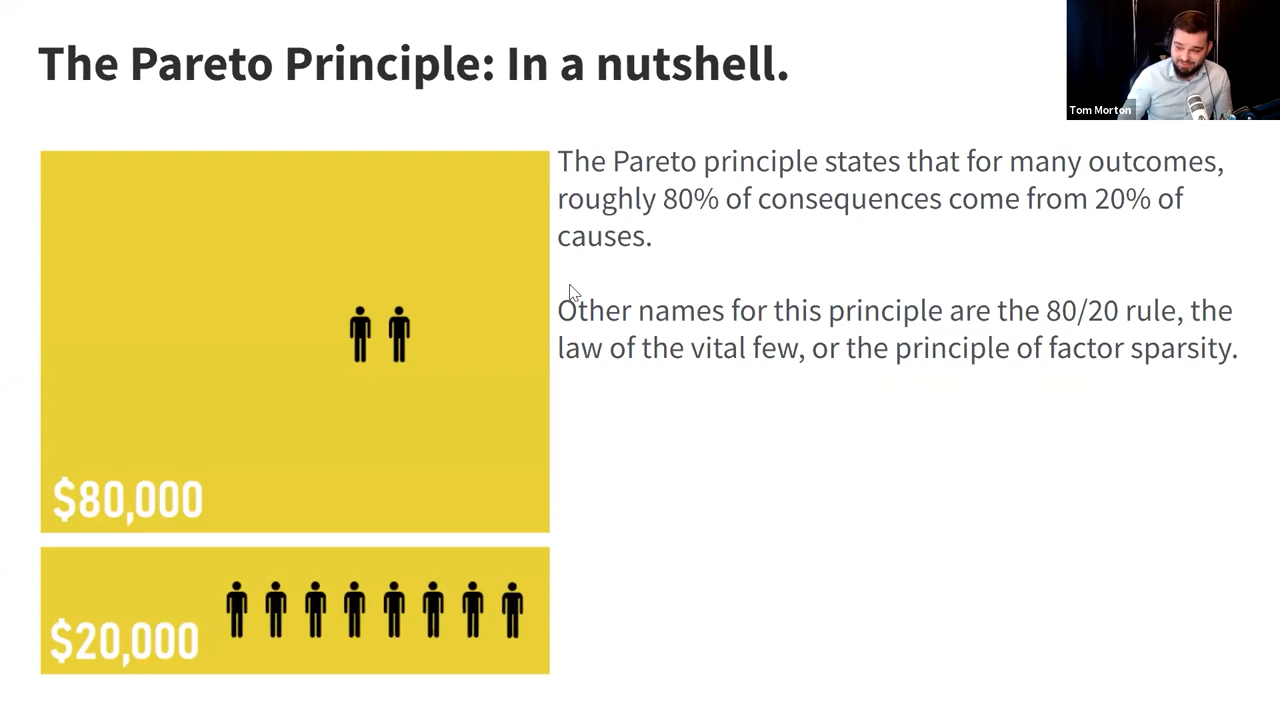 The Pareto Principle: In a nutshell.
Tom Morton
The Pareto principle states that for many outcomes,
roughly 80% of consequences come from 20% of
causes.
Other names for this principle are the 80/20 rule, the
law of the vital few, or the principle of factor sparsity.
$80,000
$20,000